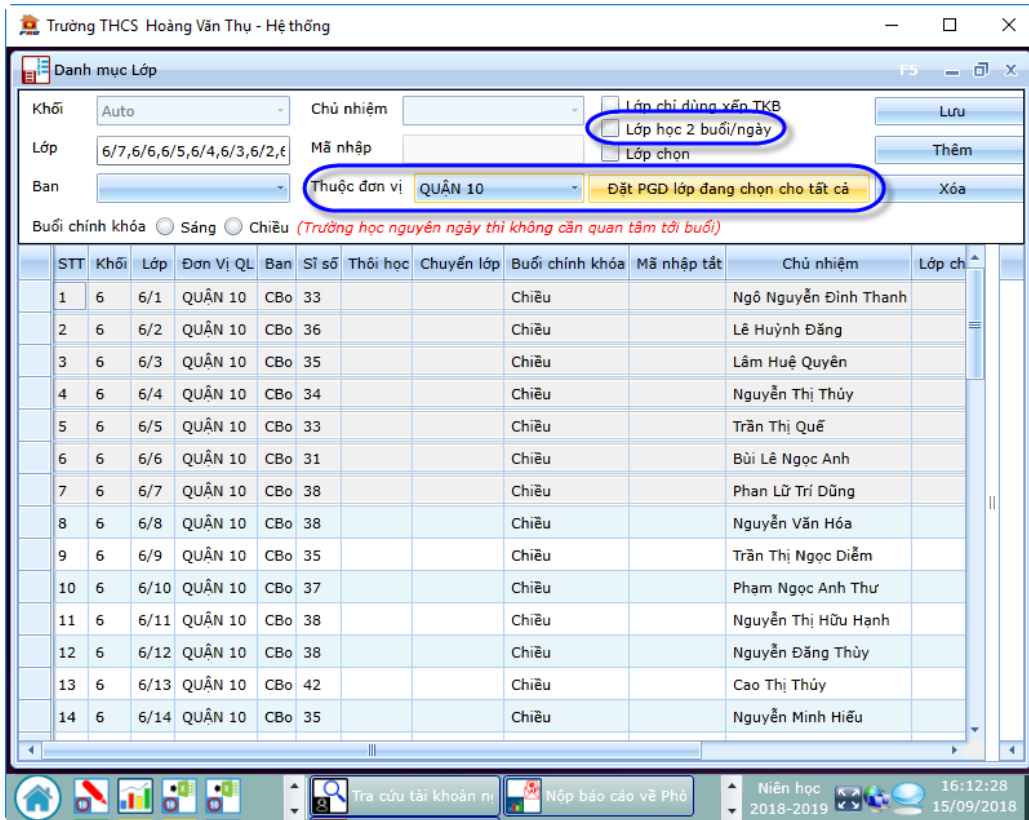 Trường THCS Hoàng Văn Thụ - Hệ thống
Danh mục Lớp F5
Khối Auto Chủ nhiệm Lớp chỉ dùng xếp TKB Lưu
Lớp học 2 buổi/ngày
Lớp 6/7,6/6,6/5,6/4,6/3,6/2,6 Mã nhập Lớp chọn Thêm
Ban Thuộc đơn vị QUẬN 10 Đặt PGD lớp đang chọn cho tất cả Xóa
Buổi chính khóa Sáng Chiều (Trường học nguyên ngày thì không cần quan tâm tới buổi)
STT Khối Lớp Đơn Vị QL Ban Sĩ số Thôi học Chuyển lớp Buổi chính khóa Mã nhập tắt Chủ nhiệm Lớp ch
1 6 6/1 QUẬN 10 CBo 33 Chiều Ngô Nguyễn Đình Thanh
2 6 6/2 QUẬN 10 CBo 36 Chiều Lê Huỳnh Đăng
3 6 6/3 QUẬN 10 CBo 35 Chiều Lâm Huệ Quyên
4 6 6/4 QUẬN 10 CBo 34 Chiều Nguyễn Thị Thủy
5 6 6/5 QUẬN 10 CBo 33 Chiều Trần Thị Quế
6 6 6/6 QUẬN 10 CBo 31 Chiều Bùi Lê Ngọc Anh
7 6 6/7 QUẬN 10 CBo 38 Chiều Phan Lữ Trí Dũng
8 6 6/8 QUẬN 10 CBo 38 Chiều Nguyễn Văn Hóa
9 6 6/9 QUẬN 10 CBo 35 Chiều Trần Thị Ngọc Diễm
10 6 6/10 QUẬN 10 CBo 37 Chiều Phạm Ngọc Anh Thư
11 6 6/11 QUẬN 10 CBo 38 Chiều Nguyễn Thị Hữu Hạnh
12 6 6/12 QUẬN 10 CBo 38 Chiều Nguyễn Đăng Thùy
13 6 6/13 QUẬN 10 CBo 42 Chiều Cao Thị Thúy
14 6 6/14 QUẬN 10 CBo 35 Chiều Nguyễn Minh Hiếu
Tra cứu tài khoản Nộp báo cáo về Phò Niên học 16:12:28
2018-2019 15/09/2018